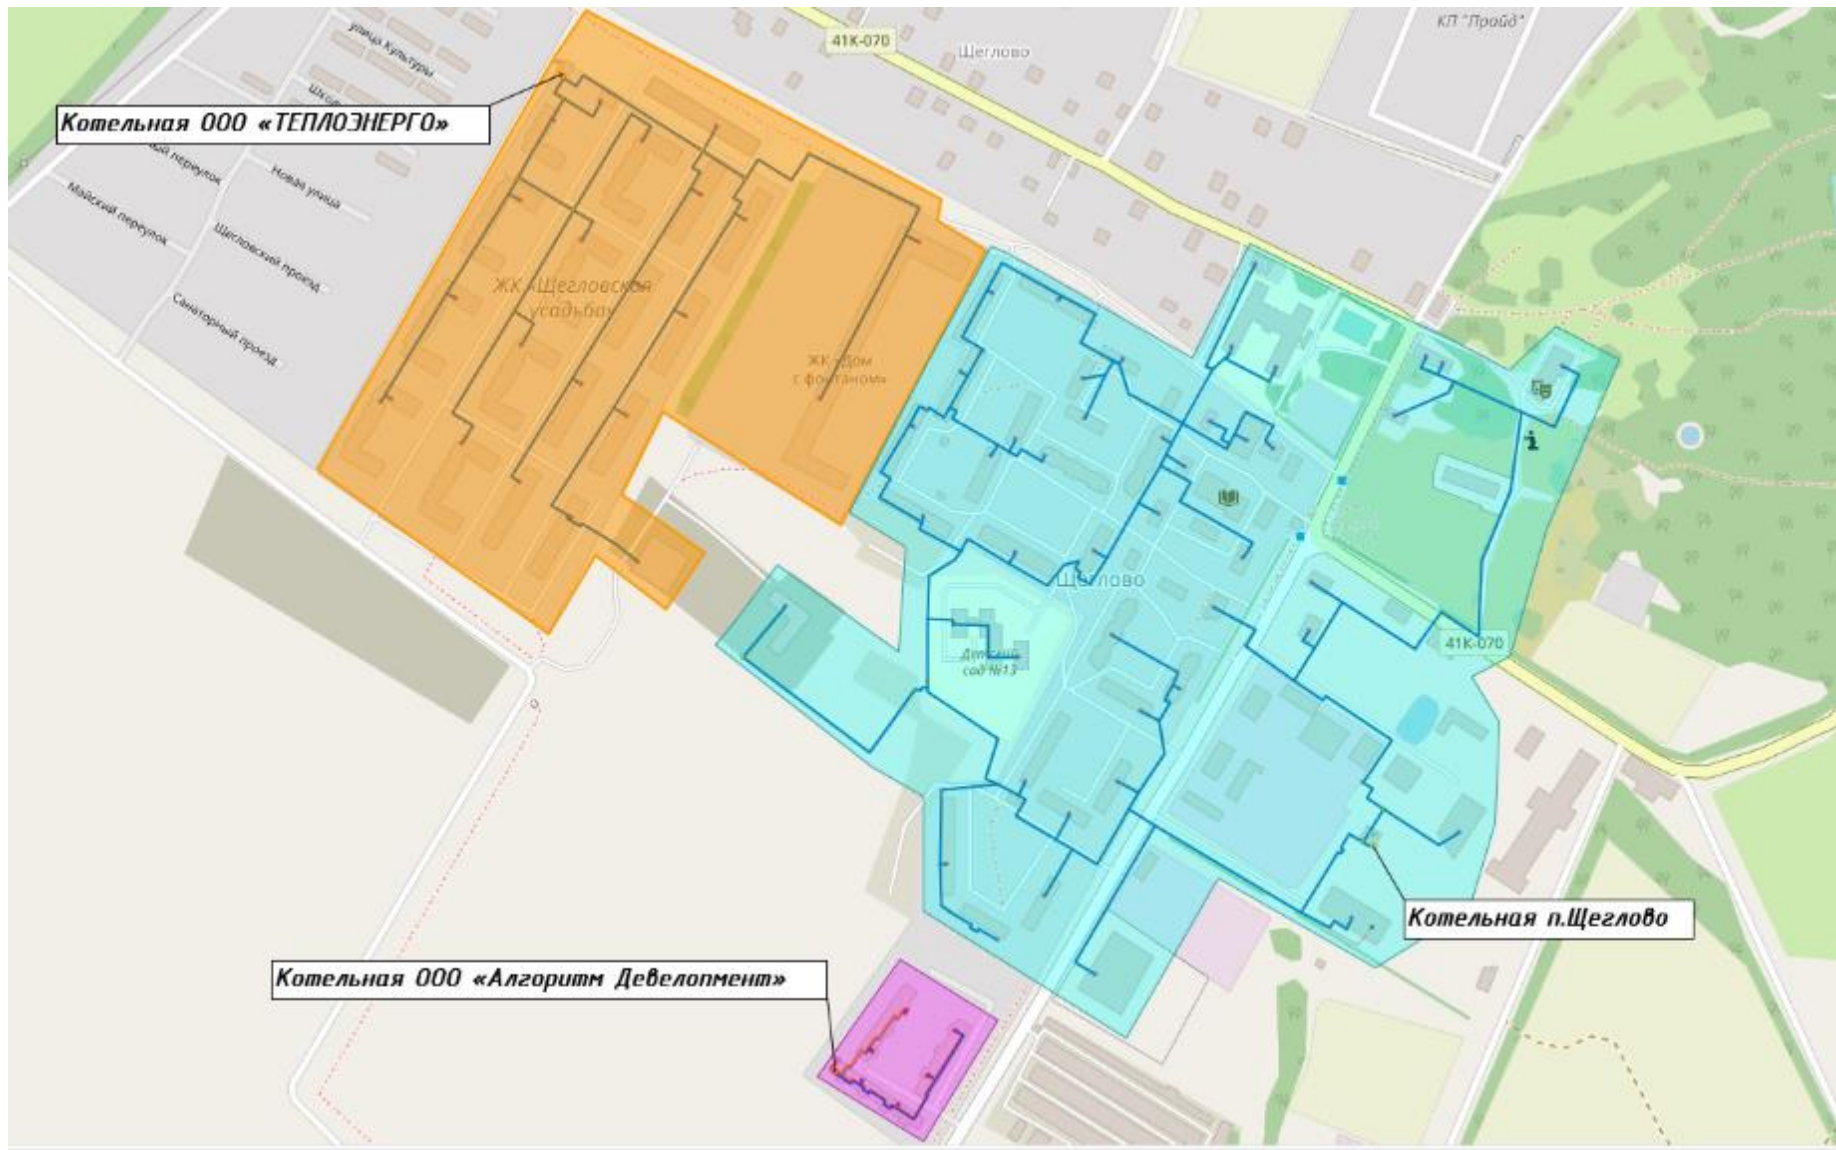 КП "Прайд"
улица Культуры
41К-070
Щеглово
Котельная ООО «ТЕПЛОЭНЕРГО»
переулок
Новая улица
Майский переулок
Щегловский проезд
ЖК «Щегловская
усадьба»
Санаторный проезд
ЖК «Дом
с фонтаном»
Щеглово
41К-070
Детский
сад №13
Котельная п.Щеглово
Котельная ООО «Алгоритм Девелопмент»